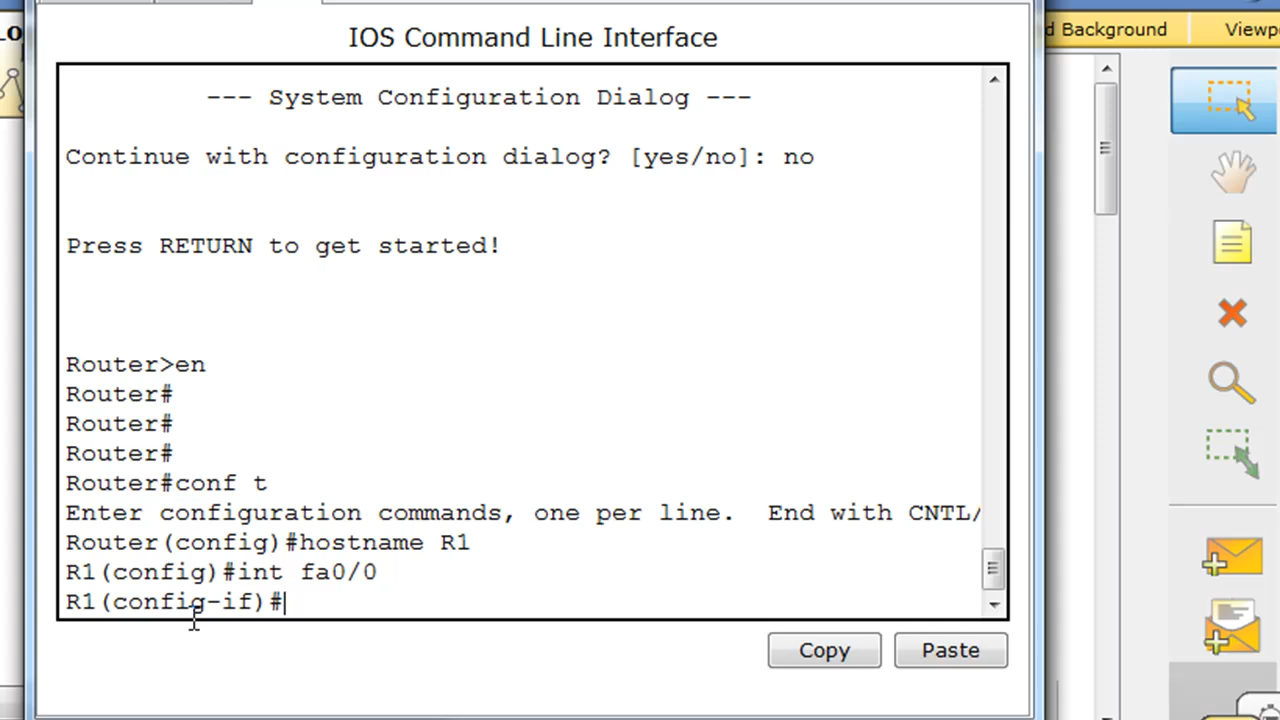 IOS Command Line Interface
d Background
Viewp
--- System Configuration Dialog ---
Continue with configuration dialog? [yes/no]: no
Press RETURN to get started!
Router>en
Router#
Router#
Router#
Router#conf t
Enter configuration commands, one per line.  End with CNTL/
Router(config)#hostname R1
R1(config)#int fa0/0
R1(config-if)#
Copy
Paste